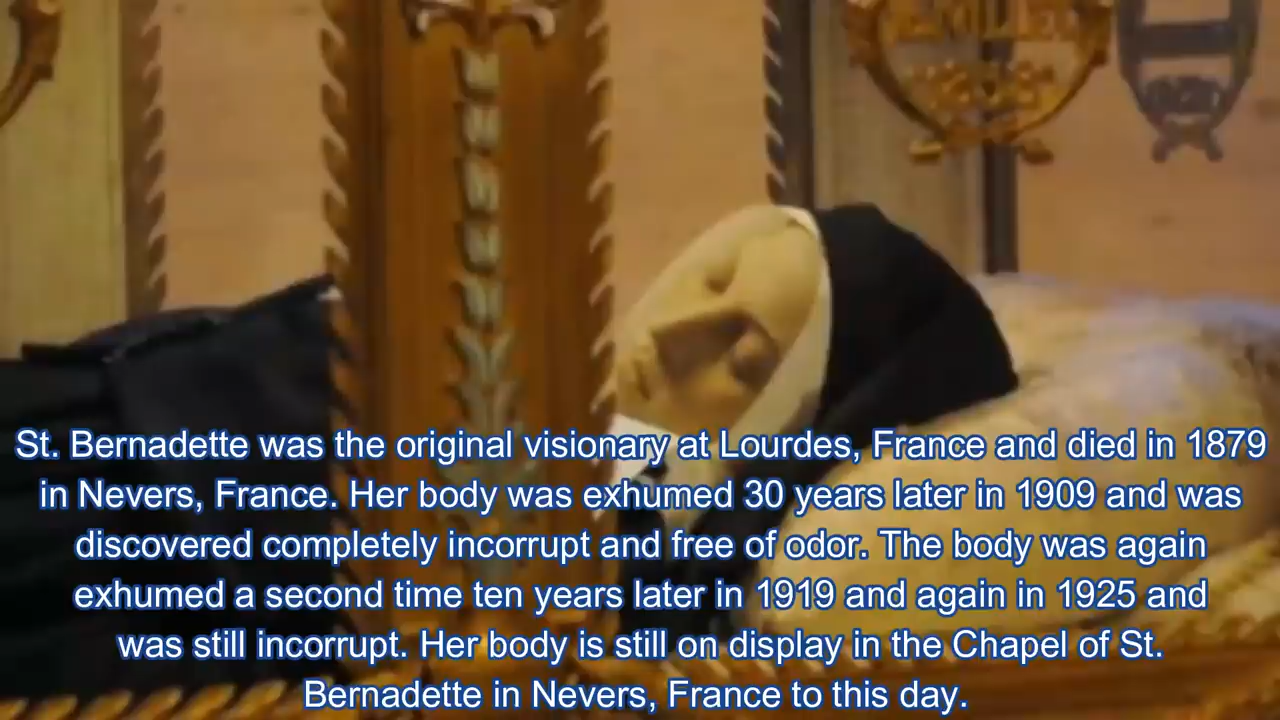 St. Bernadette was the original visionary at Lourdes, France and died in 1879
in Nevers, France. Her body was exhumed 30 years later in 1909 and was
discovered completely incorrupt and free of odor. The body was again
exhumed a second time ten years later in 1919 and again in 1925 and
was still incorrupt. Her body is still on display in the Chapel of St.
Bernadette in Nevers, France to this day.